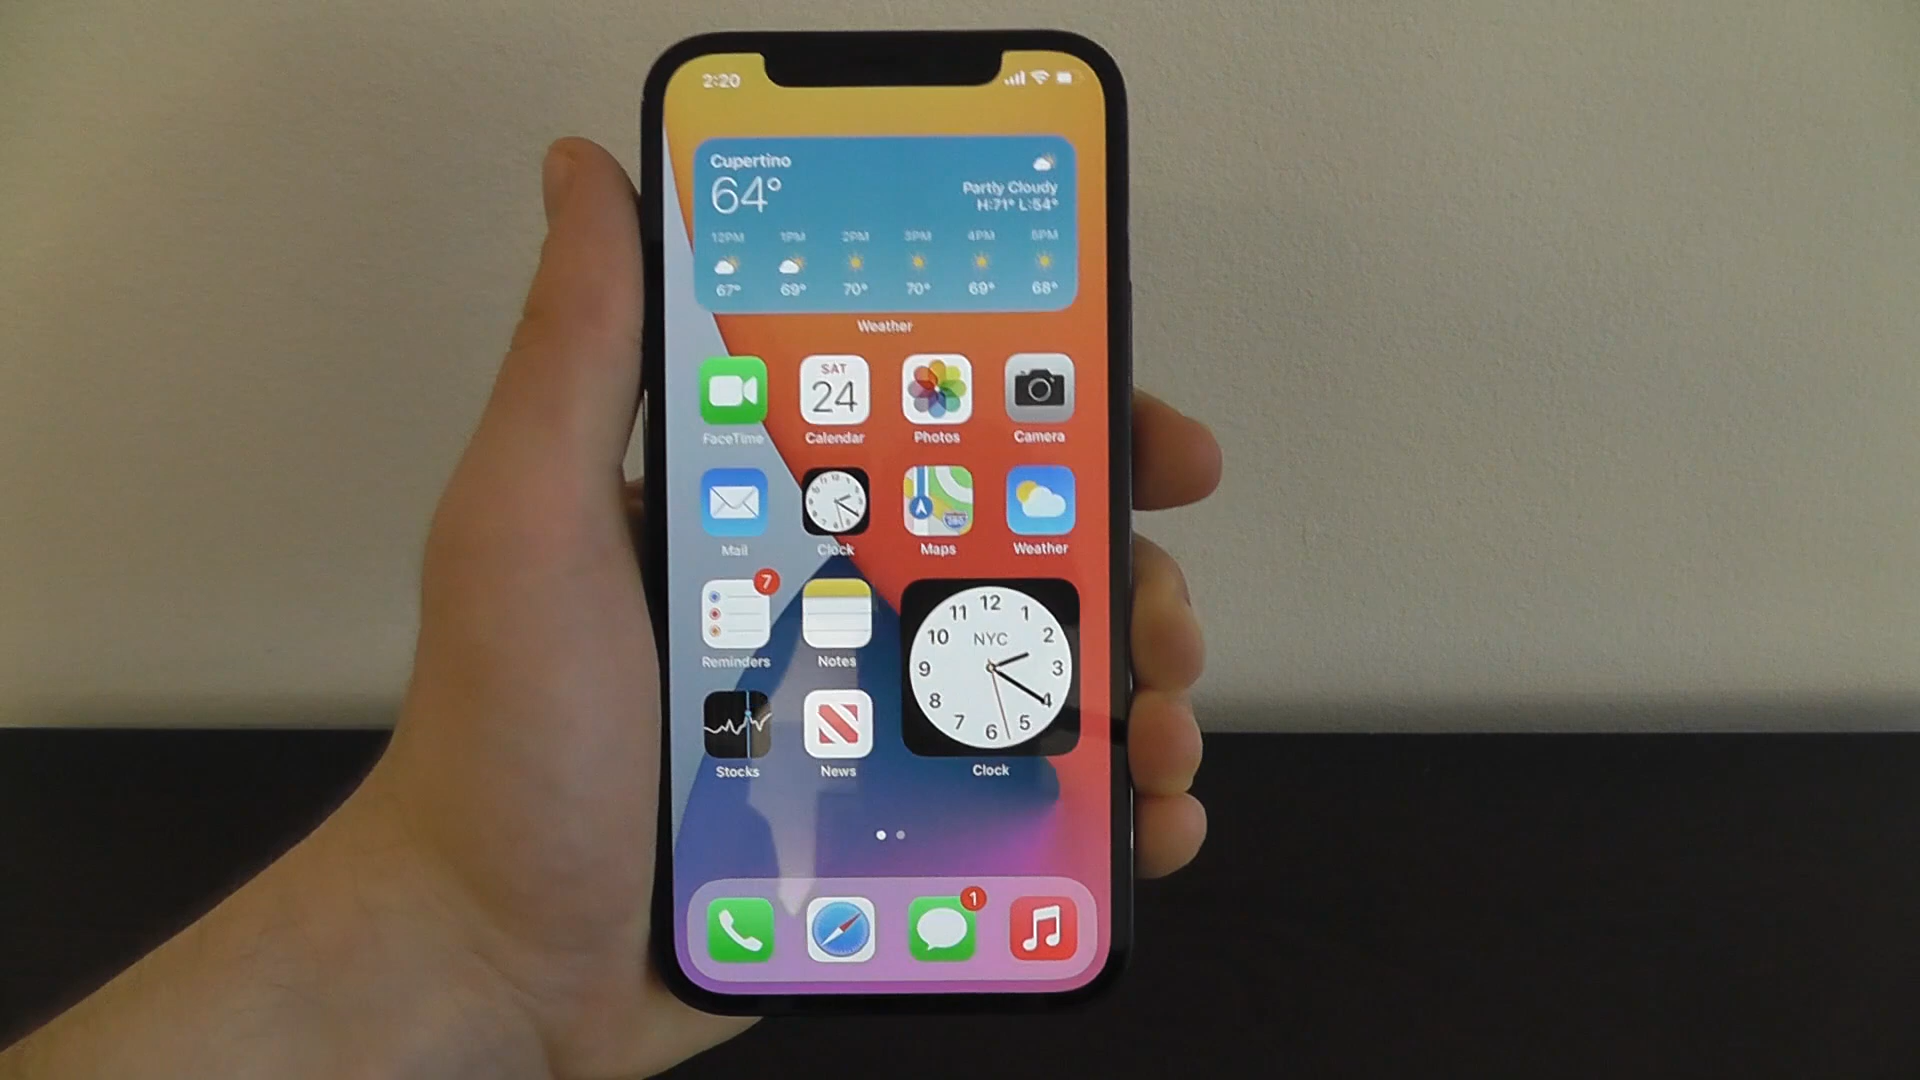 2:20
Cupertino
64°
Partly Cloudy
H:71° L:54°
12PM 1PM 2PM 3PM 4PM 5PM
67° 69° 70° 70° 69° 68°
Weather
SAT
24
FaceTime Calendar Photos Camera
280
Mail Clock Maps Weather
7
Reminders Notes
12
11 1
10 NYC 2
9 3
8 4
7 5
6
Stocks News Clock
1